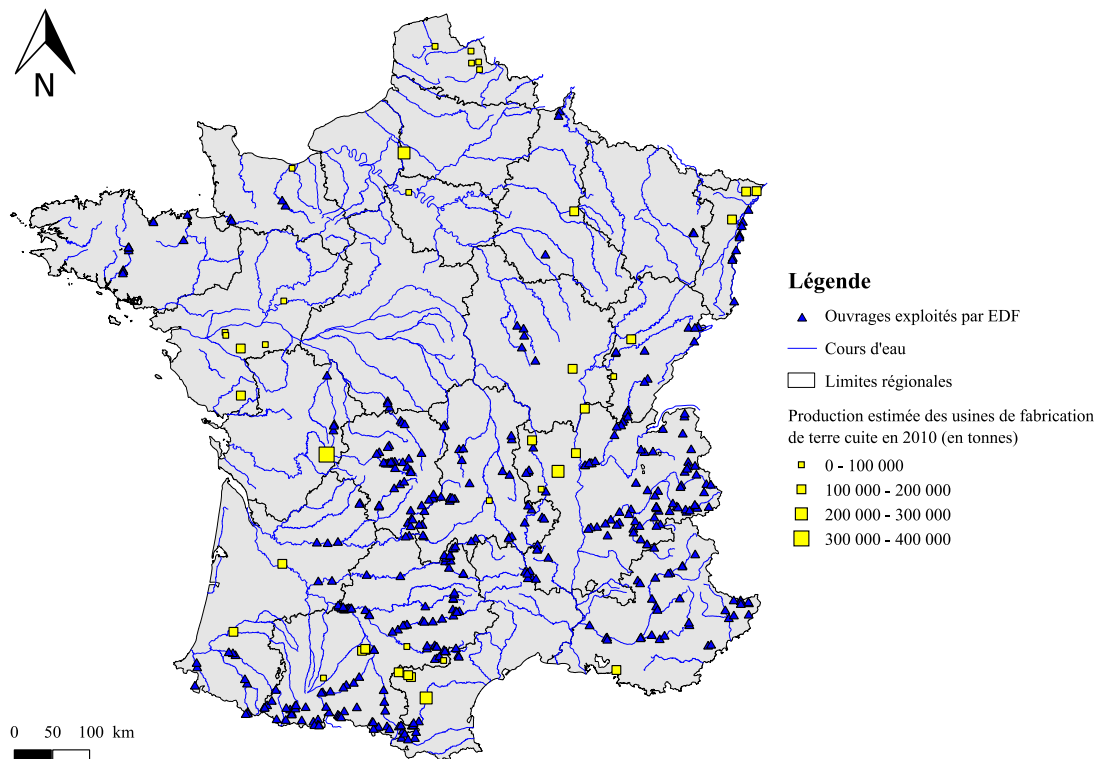 N
Légende
Ouvrages exploités par EDF
Cours d'eau
Limites régionales
Production estimée des usines de fabrication
de terre cuite en 2010 (en tonnes)
0 - 100 000
100 000 - 200 000
200 000 - 300 000
300 000 - 400 000
0 50 100 km